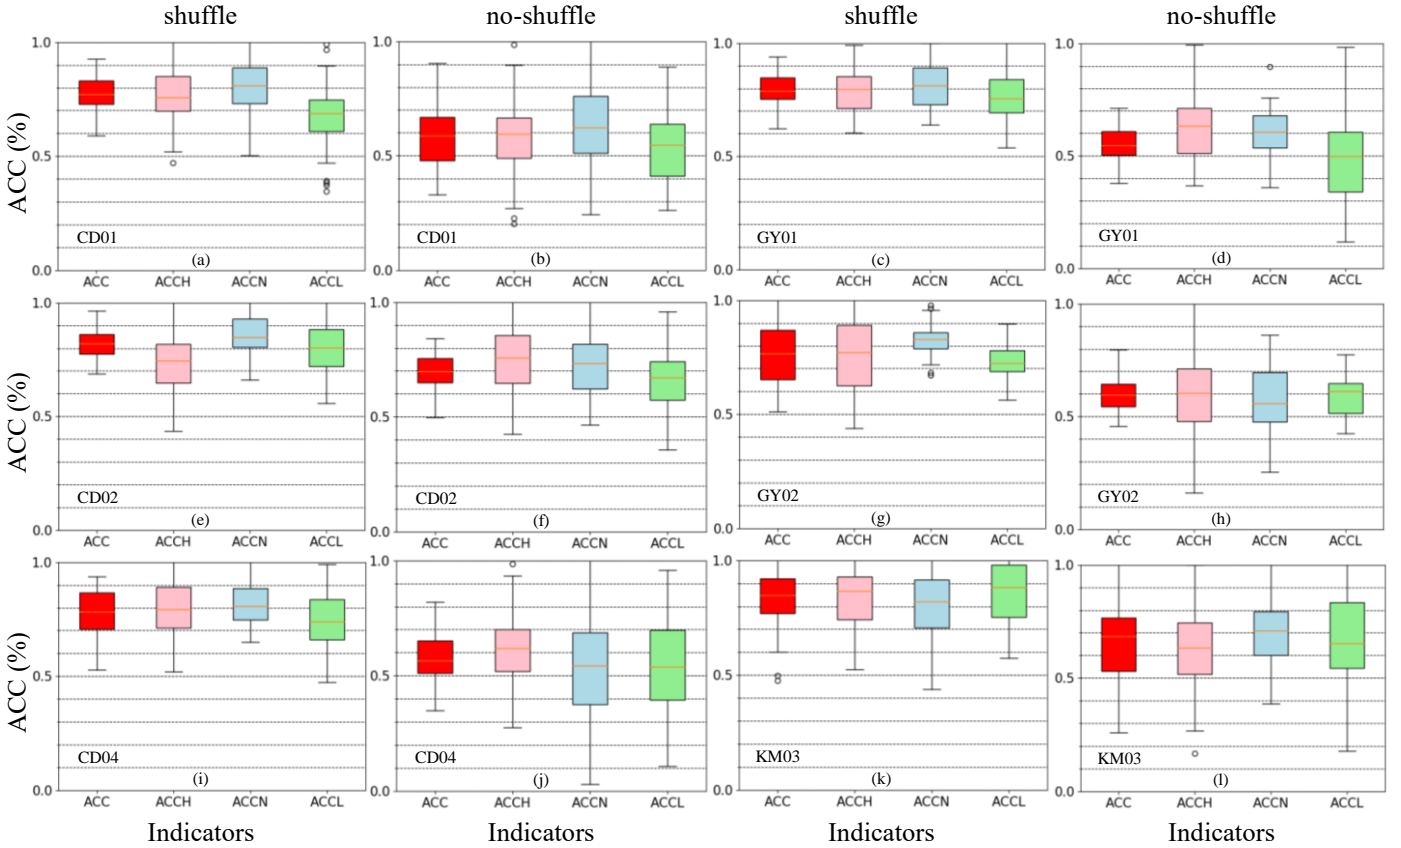 shuffle no-shuffle shuffle no-shuffle
ACC (%)
1.0 1.0 1.0 1.0
0.5 0.5 0.5 0.5
CD01 CD01 GY01 GY01
(a) (b) (c) (d)
0.0 0.0 0.0 0.0
ACC ACCH ACCN ACCL ACC ACCH ACCN ACCL ACC ACCH ACCN ACCL ACC ACCH ACCN ACCL
ACC (%)
1.0 1.0 1.0 1.0
0.5 0.5 0.5 0.5
CD02 CD02 GY02 GY02
(e) (f) (g) (h)
0.0 0.0 0.0 0.0
ACC ACCH ACCN ACCL ACC ACCH ACCN ACCL ACC ACCH ACCN ACCL ACC ACCH ACCN ACCL
ACC (%)
1.0 1.0 1.0 1.0
0.5 0.5 0.5 0.5
CD04 CD04 KM03 KM03
(i) (j) (k) (l)
0.0 0.0 0.0 0.0
ACC ACCH ACCN ACCL ACC ACCH ACCN ACCL ACC ACCH ACCN ACCL ACC ACCH ACCN ACCL
Indicators Indicators Indicators Indicators